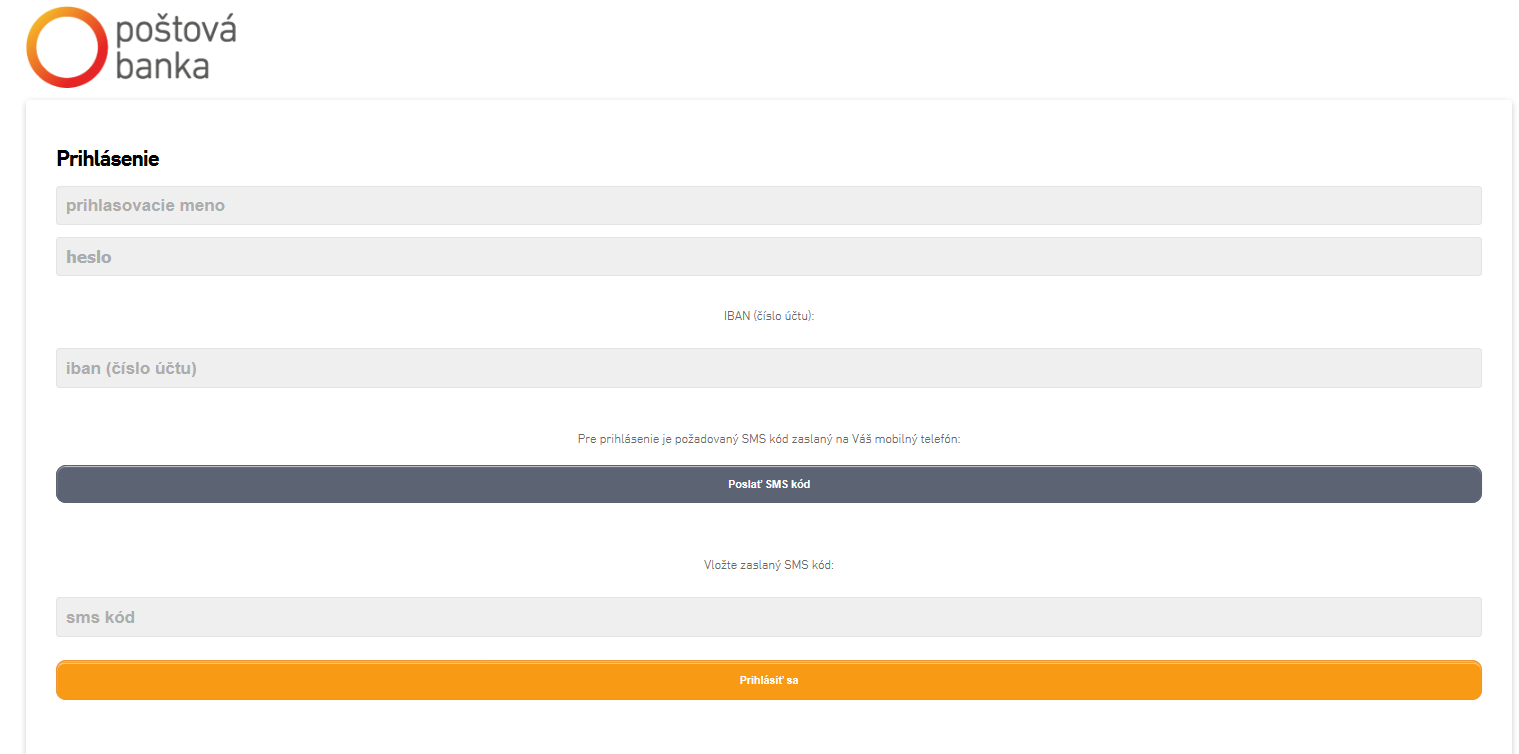 poštová
banka
Prihlásenie
prihlasovacie meno
heslo
IBAN (číslo účtu):
iban (číslo účtu)
Pre prihlásenie je požadovaný SMS kód zaslaný na Váš mobilný telefón:
Poslať SMS kód
Vložte zaslaný SMS kód:
sms kód
Prihlásiť sa